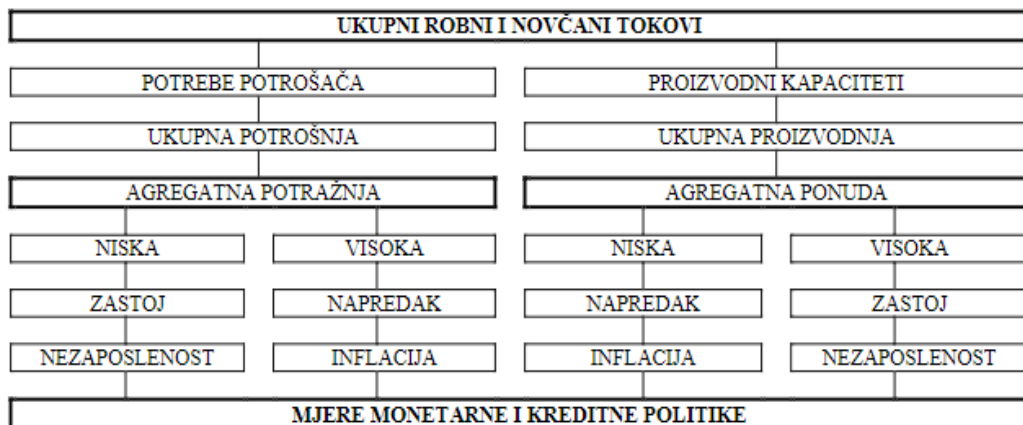 UKUPNI ROBNI I NOVČANI TOKOVI
POTREBE POTROŠAČA
PROIZVODNI KAPACITETI
UKUPNA POTROŠNJA
UKUPNA PROIZVODNJA
AGREGATNA POTRAŽNJA
AGREGATNA PONUDA
NISKA
VISOKA
NISKA
VISOKA
ZASTOJ
NAPREDAK
NAPREDAK
ZASTOJ
NEZAPOSLENOST
INFLACIJA
INFLACIJA
NEZAPOSLENOST
MJERE MONETARNE I KREDITNE POLITIKE